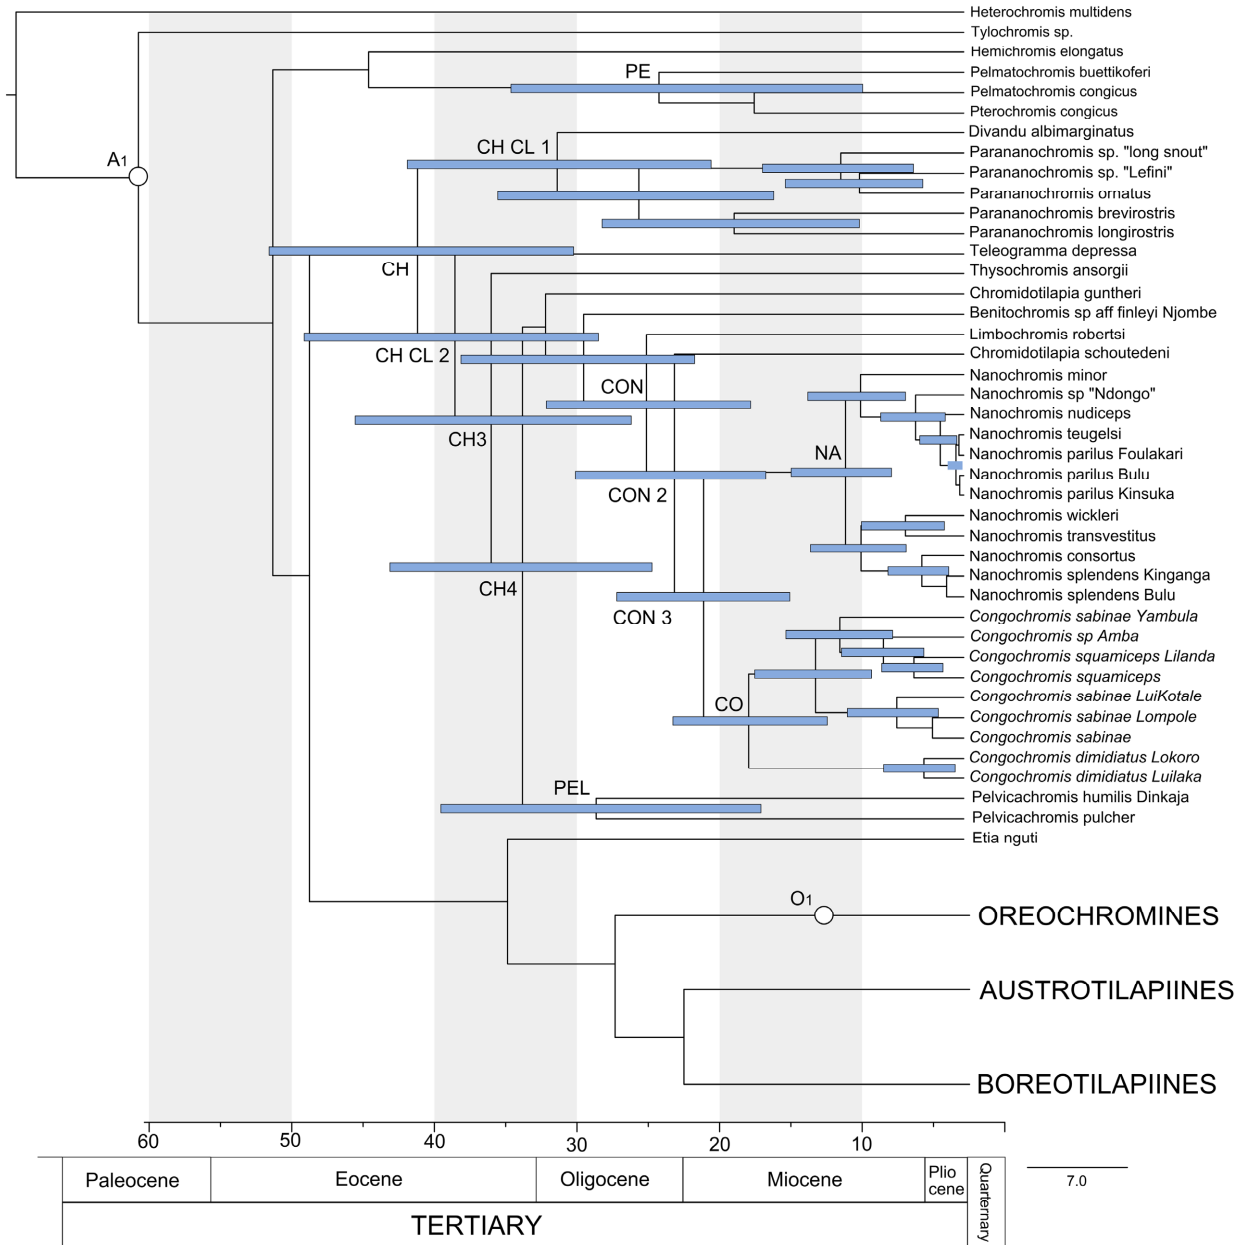 Heterochromis multidens
Tylochromis sp.
Hemichromis elongatus
PE
Pelmatochromis buettikoferi
Pelmatochromis congicus
Pterochromis congicus
Divandu albimarginatus
CH CL 1
Parananochromis sp. "long snout"
A1
Parananochromis sp. "Lefini"
Parananochromis ornatus
Parananochromis brevirostris
Parananochromis longirostris
Teleogramma depressa
CH
Thysochromis ansorgii
Chromidotilapia guntheri
Benitochromis sp aff finleyi Njombe
Limbochromis robertsi
CH CL 2
Chromidotilapia schoutedeni
Nanochromis minor
CON
Nanochromis sp "Ndongo"
Nanochromis nudiceps
CH3
Nanochromis teugelsi
NA
Nanochromis parilus Foulakari
Nanochromis parilus Bulu
CON 2
Nanochromis parilus Kinsuka
Nanochromis wickleri
Nanochromis transvestitus
Nanochromis consortus
Nanochromis splendens Kinganga
CH4
Nanochromis splendens Bulu
CON 3
Congochromis sabinae Yambula
Congochromis sp Amba
Congochromis squamiceps Lilanda
Congochromis squamiceps
Congochromis sabinae LuiKotale
CO
Congochromis sabinae Lompole
Congochromis sabinae
Congochromis dimidiatus Lokoro
Congochromis dimidiatus Luilaka
PEL
Pelvicachromis humilis Dinkaja
Pelvicachromis pulcher
Etia nguti
O1
OREOCHROMINES
AUSTROTILAPIINES
BOREOTILAPIINES
60 50 40 30 20 10
Paleocene Eocene Oligocene Miocene Plio
cene
Quarternary
7.0
TERTIARY